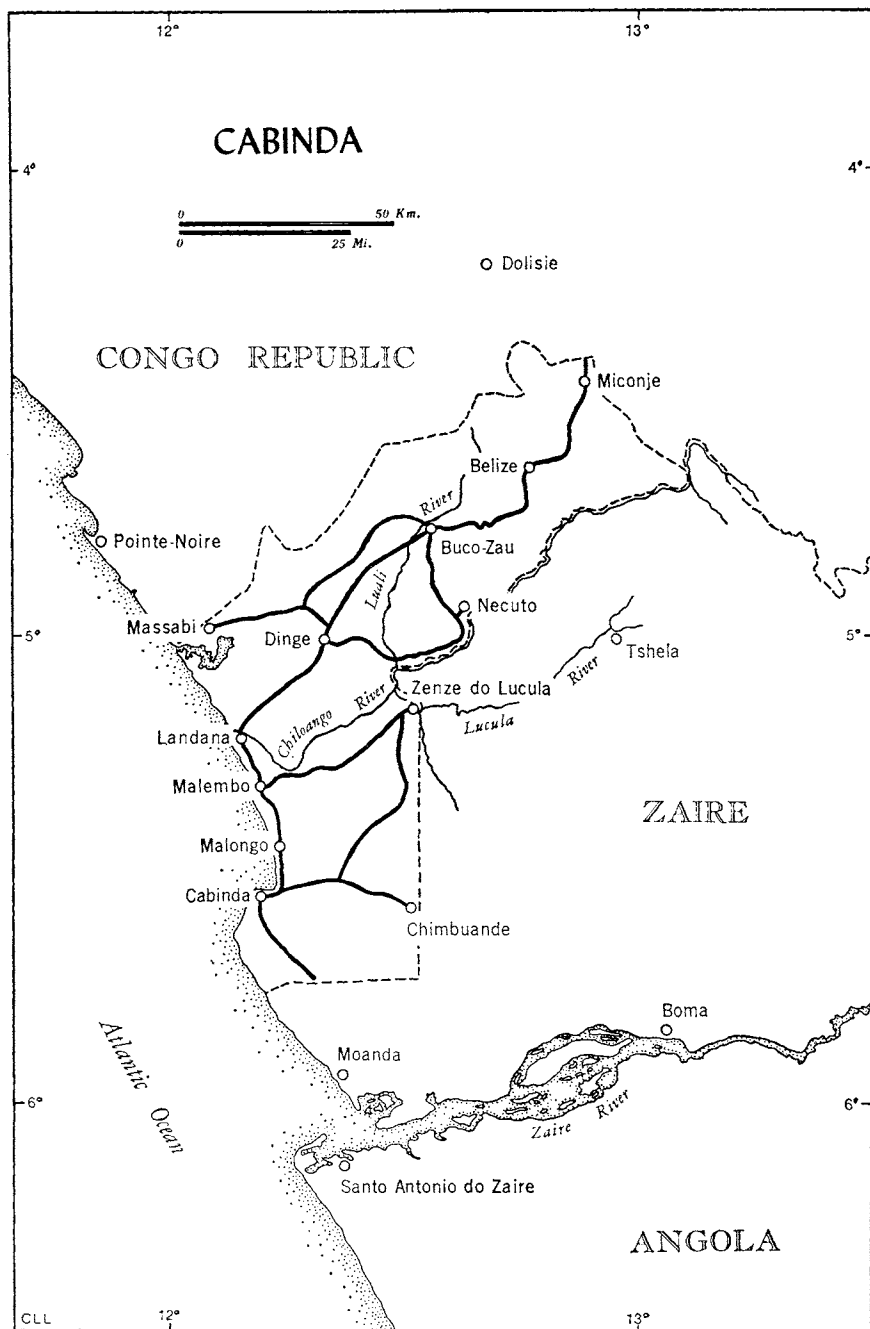 12°
13°
CABINDA
4°
4°
0 50 Km.
0 25 Mi.
Dolisie
CONGO REPUBLIC
Miconje
Belize
River
Pointe-Noire
Buco-Zau
Luali
Necuto
Massabi
Dinge
5°
5°
Tshela
River
Zenze do Lucula
River
Chiloango
Lucula
Landana
Malembo
ZAIRE
Malongo
Cabinda
Chimbuande
Boma
Atlantic Ocean
Moanda
6°
6°
Zaire River
Santo Antonio do Zaire
ANGOLA
CLL
12°
13°